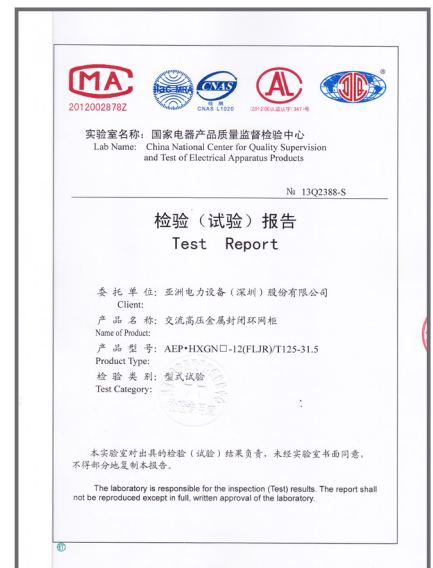 MA
2012002878Z
ilac-MRA
CNAS
检 测
CNAS L1020
AL
(2012)国认监认字(347)号
实验室名称: 国家电器产品质量监督检验中心
Lab Name: China National Center for Quality Supervision
and Test of Electrical Apparatus Products
№ 13Q2388-S
检验（试验）报告
Test Report
委 托 单 位: 亚洲电力设备（深圳）股份有限公司
Client:
产 品 名 称: 交流高压金属封闭环网柜
Name of Product:
产 品 型 号: AEP•HXGN□-12(FLJR)/T125-31.5
Product Type:
检 验 类 别: 型式试验
Test Category:
本实验室对出具的检验（试验）结果负责，未经实验室书面同意，
不得部分地复制本报告。
The laboratory is responsible for the inspection (Test) results. The report shall
not be reproduced except in full, written approval of the laboratory.